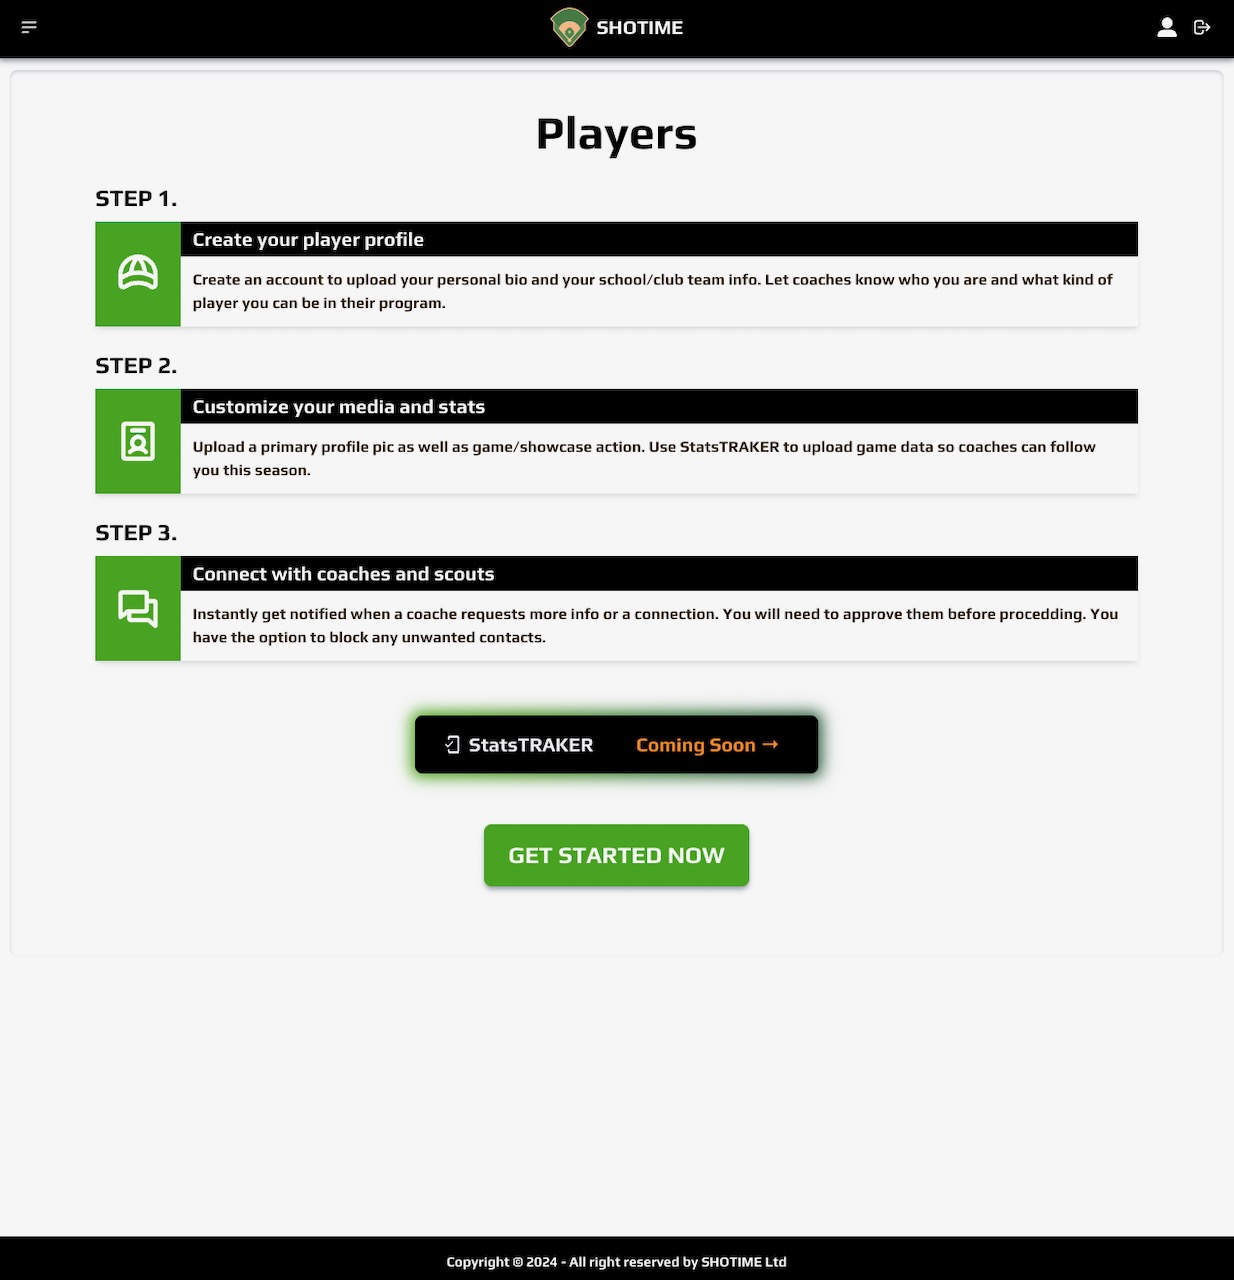 SHOTIME
Players
STEP 1.
Create your player profile
Create an account to upload your personal bio and your school/club team info. Let coaches know who you are and what kind of
player you can be in their program.
STEP 2.
Customize your media and stats
Upload a primary profile pic as well as game/showcase action. Use StatsTRAKER to upload game data so coaches can follow
you this season.
STEP 3.
Connect with coaches and scouts
Instantly get notified when a coache requests more info or a connection. You will need to approve them before procedding. You
have the option to block any unwanted contacts.
StatsTRAKER Coming Soon →
GET STARTED NOW
Copyright © 2024 - All right reserved by SHOTIME Ltd